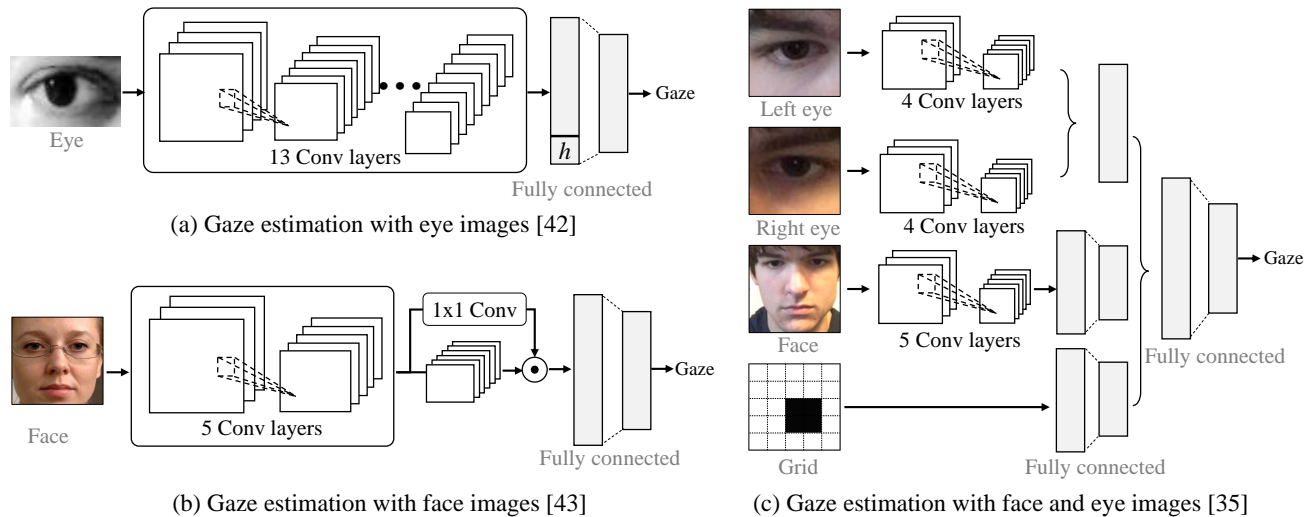 Eye
13 Conv layers
h
Fully connected
Gaze
(a) Gaze estimation with eye images [42]
Face
5 Conv layers
1x1 Conv
Fully connected
Gaze
(b) Gaze estimation with face images [43]
Left eye
4 Conv layers
Right eye
4 Conv layers
Face
5 Conv layers
Grid
Fully connected
Fully connected
Gaze
(c) Gaze estimation with face and eye images [35]